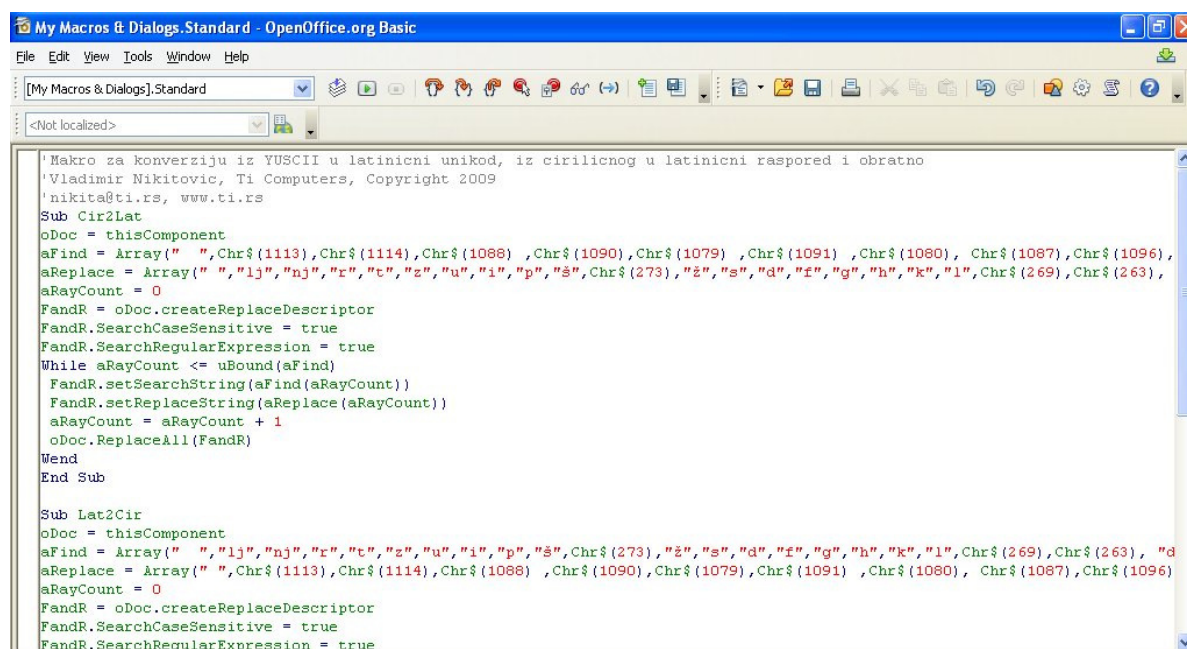 My Macros & Dialogs.Standard - OpenOffice.org Basic
File Edit View Tools Window Help
[My Macros & Dialogs].Standard
<Not localized>
'Makro za konverziju iz YUSCII u latinicni unikod, iz cirilicnog u latinicni raspored i obratno
'Vladimir Nikitovic, Ti Computers, Copyright 2009
'nikita@ti.rs, www.ti.rs
Sub Cir2Lat
oDoc = thisComponent
aFind = Array("  ",Chr$(1113),Chr$(1114),Chr$(1088) ,Chr$(1090),Chr$(1079) ,Chr$(1091) ,Chr$(1080), Chr$(1087),Chr$(1096),
aReplace = Array(" ","lj","nj","r","t","z","u","i","p","š",Chr$(273),"ž","s","d","f","g","h","k","l",Chr$(269),Chr$(263),
aRayCount = 0
FandR = oDoc.createReplaceDescriptor
FandR.SearchCaseSensitive = true
FandR.SearchRegularExpression = true
While aRayCount <= uBound(aFind)
FandR.setSearchString(aFind(aRayCount))
FandR.setReplaceString(aReplace(aRayCount))
aRayCount = aRayCount + 1
oDoc.ReplaceAll(FandR)
Wend
End Sub
Sub Lat2Cir
oDoc = thisComponent
aFind = Array("  ","lj","nj","r","t","z","u","i","p","š",Chr$(273),"ž","s","d","f","g","h","k","l",Chr$(269),Chr$(263), "d
aReplace = Array(" ",Chr$(1113),Chr$(1114),Chr$(1088) ,Chr$(1090),Chr$(1079),Chr$(1091) ,Chr$(1080), Chr$(1087),Chr$(1096)
aRayCount = 0
FandR = oDoc.createReplaceDescriptor
FandR.SearchCaseSensitive = true
FandR.SearchRegularExpression = true